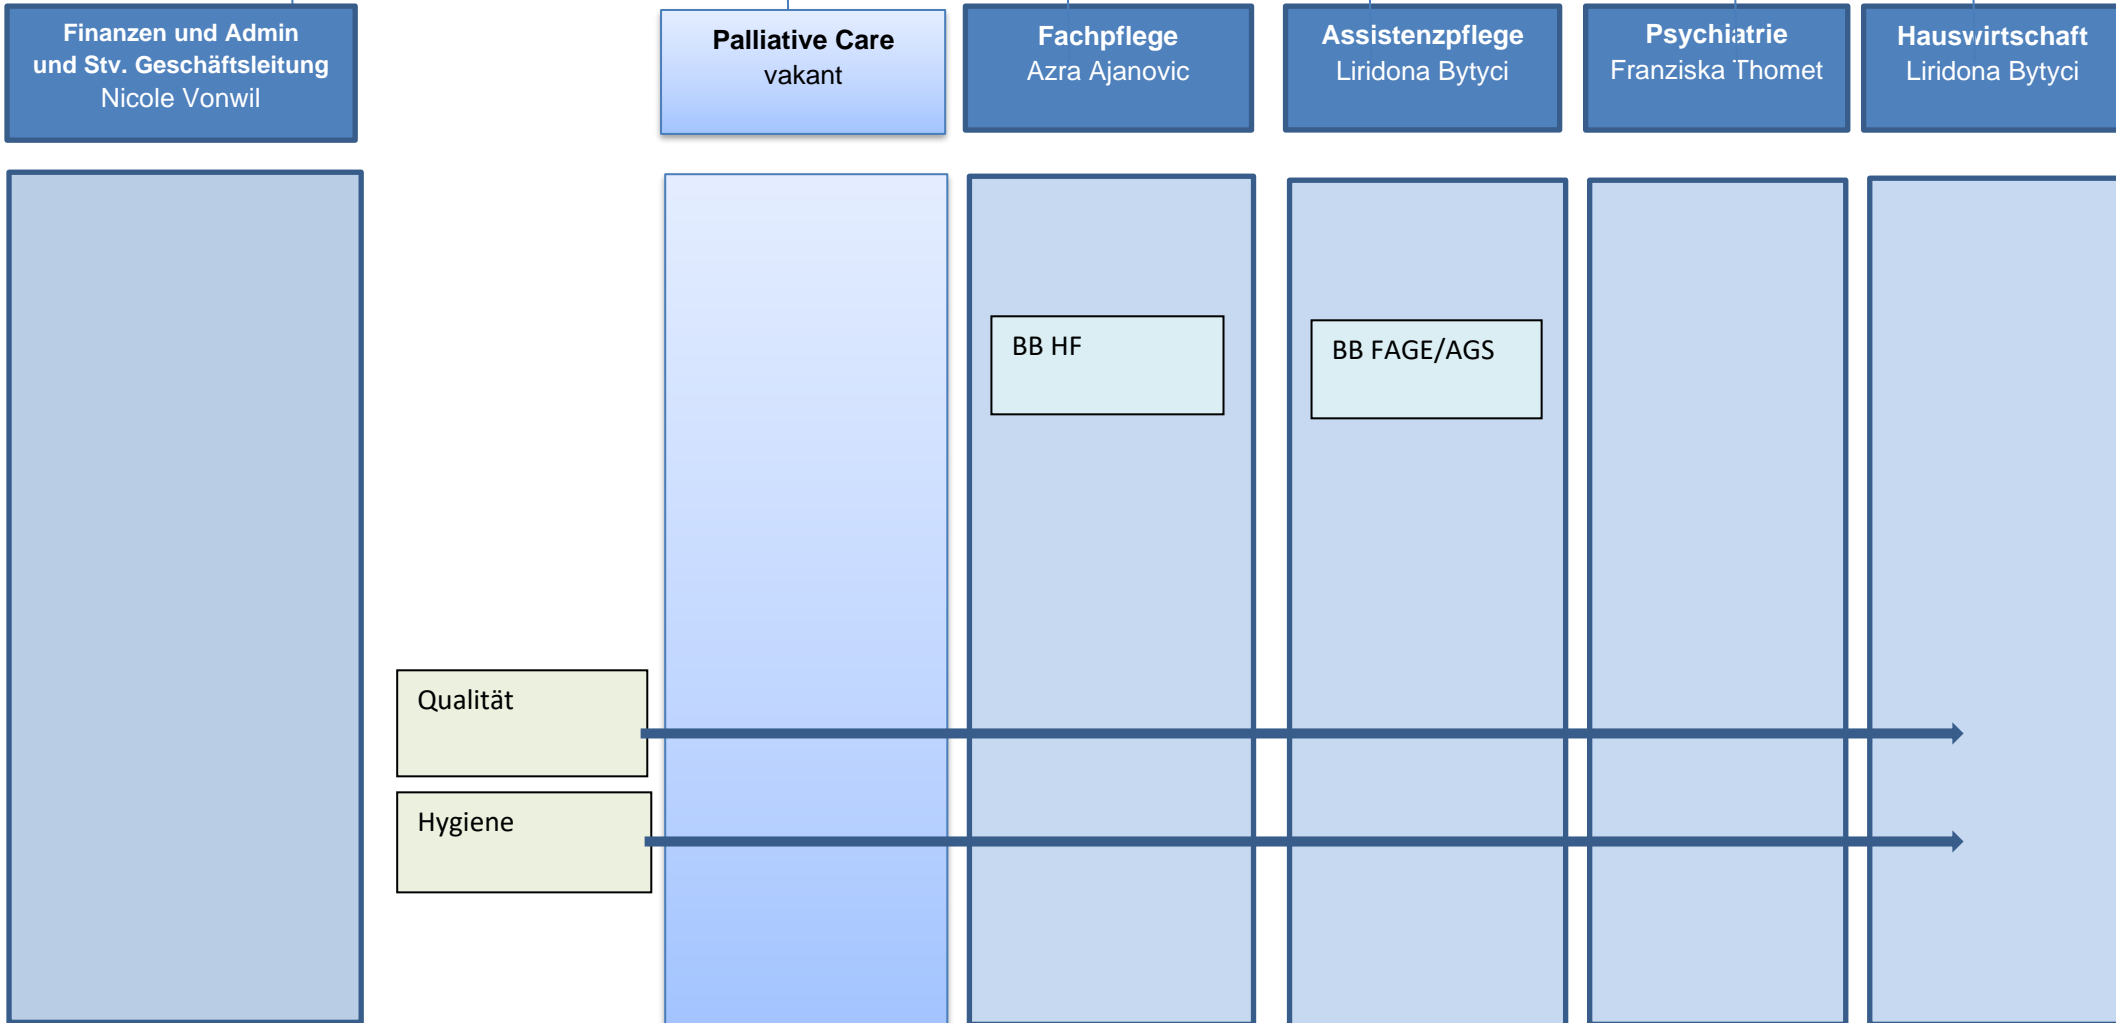 Finanzen und Admin
und Stv. Geschäftsleitung
Nicole Vonwil
Palliative Care
vakant
Fachpflege
Azra Ajanovic
Assistenzpflege
Liridona Bytyci
Psychiatrie
Franziska Thomet
Hauswirtschaft
Liridona Bytyci
BB HF
BB FAGE/AGS
Qualität
Hygiene